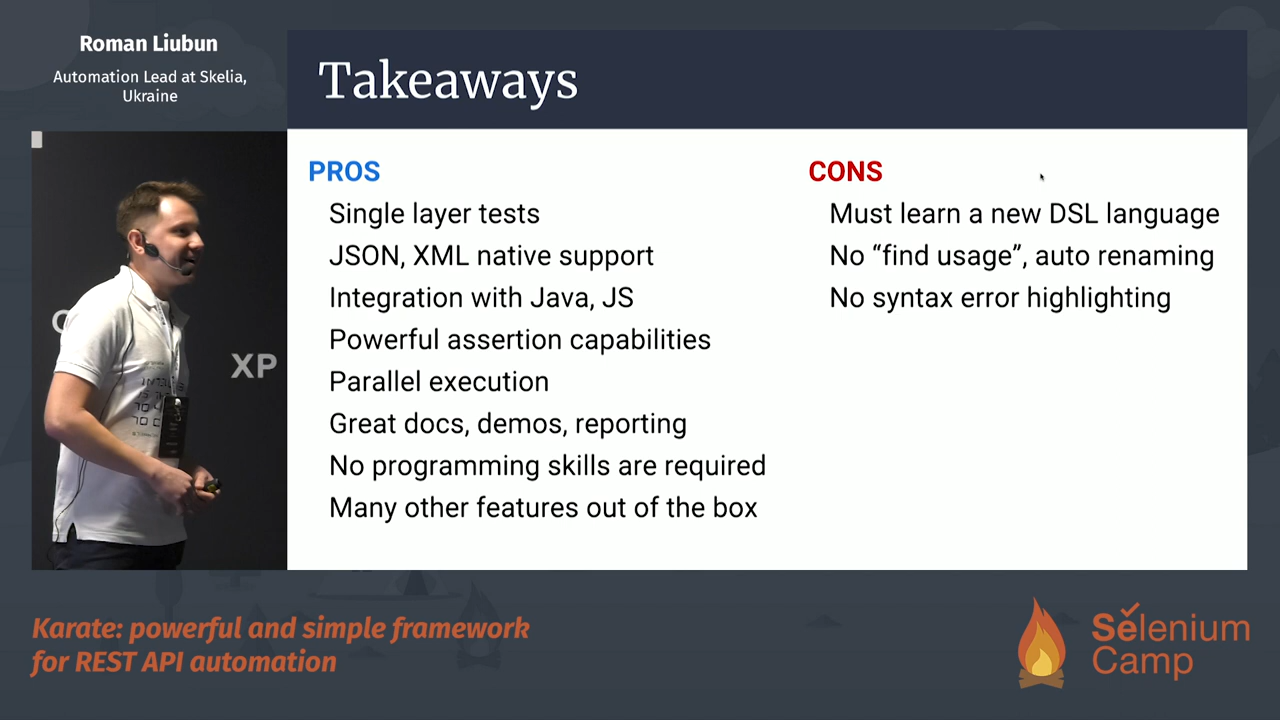 Roman Liubun
Automation Lead at Skelia,
Ukraine
Takeaways
PROS
Single layer tests
JSON, XML native support
Integration with Java, JS
Powerful assertion capabilities
Parallel execution
Great docs, demos, reporting
No programming skills are required
Many other features out of the box
CONS
Must learn a new DSL language
No “find usage”, auto renaming
No syntax error highlighting
XP
Karate: powerful and simple framework
for REST API automation
Selenium
Camp